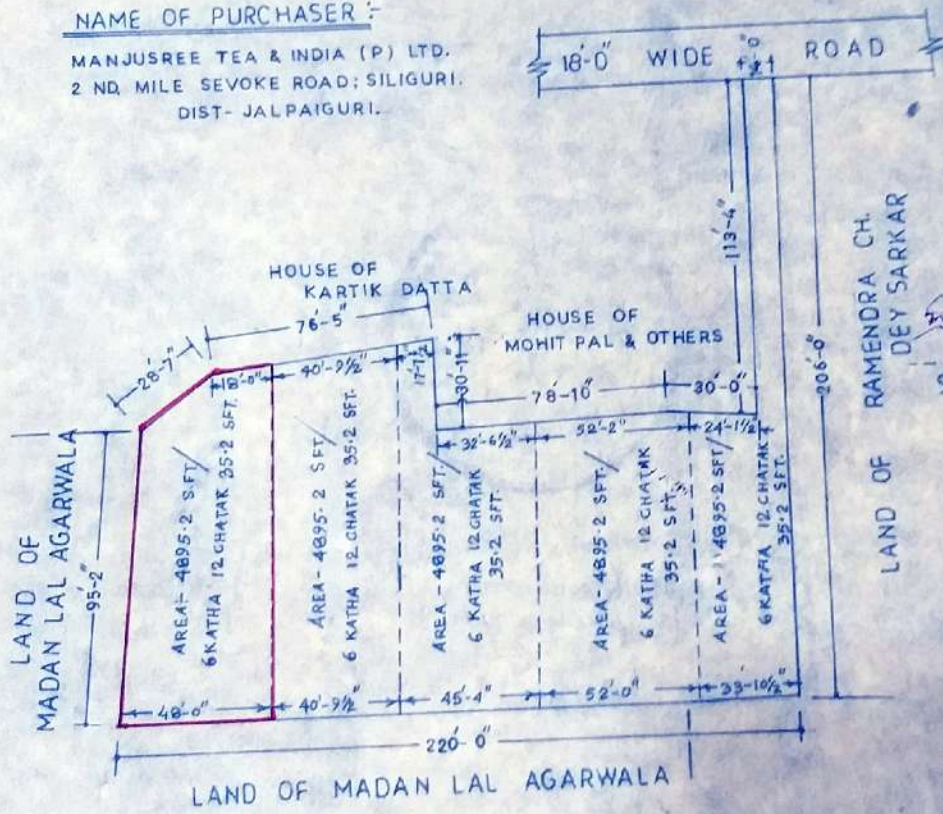 NAME OF PURCHASER :-
MANJUSREE TEA & INDIA (P) LTD.
2 ND, MILE SEVOKE ROAD; SILIGURI.
DIST- JALPAIGURI.
18'-0" WIDE ROAD
HOUSE OF
KARTIK DATTA
76'-5"
28'-7"
18'-0"
40'-9½"
30'-11"
HOUSE OF
MOHIT PAL & OTHERS
78'-10"
30'-0"
113'-4"
206'-0"
LAND OF RAMENDRA CH.
DEY SARKAR
32'-6½"
52'-2"
24'-1½"
LAND OF
MADAN LAL AGARWALA
95'-2"
AREA-4895.2 S.FT/
6 KATHA 12 CHATAK 35.2 SFT.
AREA-4895.2 SFT/
6 KATHA 12 CHATAK 35.2 SFT.
AREA-4895.2 SFT/
6 KATHA 12 CHATAK
35.2 SFT.
AREA-4895.2 SFT/
6 KATHA 12 CHATAK
35.2 SFT.
AREA-4895.2 SFT/
6 KATHA 12 CHATAK
35.2 SFT.
48'-0"
40'-9½"
45'-4"
52'-0"
33'-10½"
220'-0"
LAND OF MADAN LAL AGARWALA